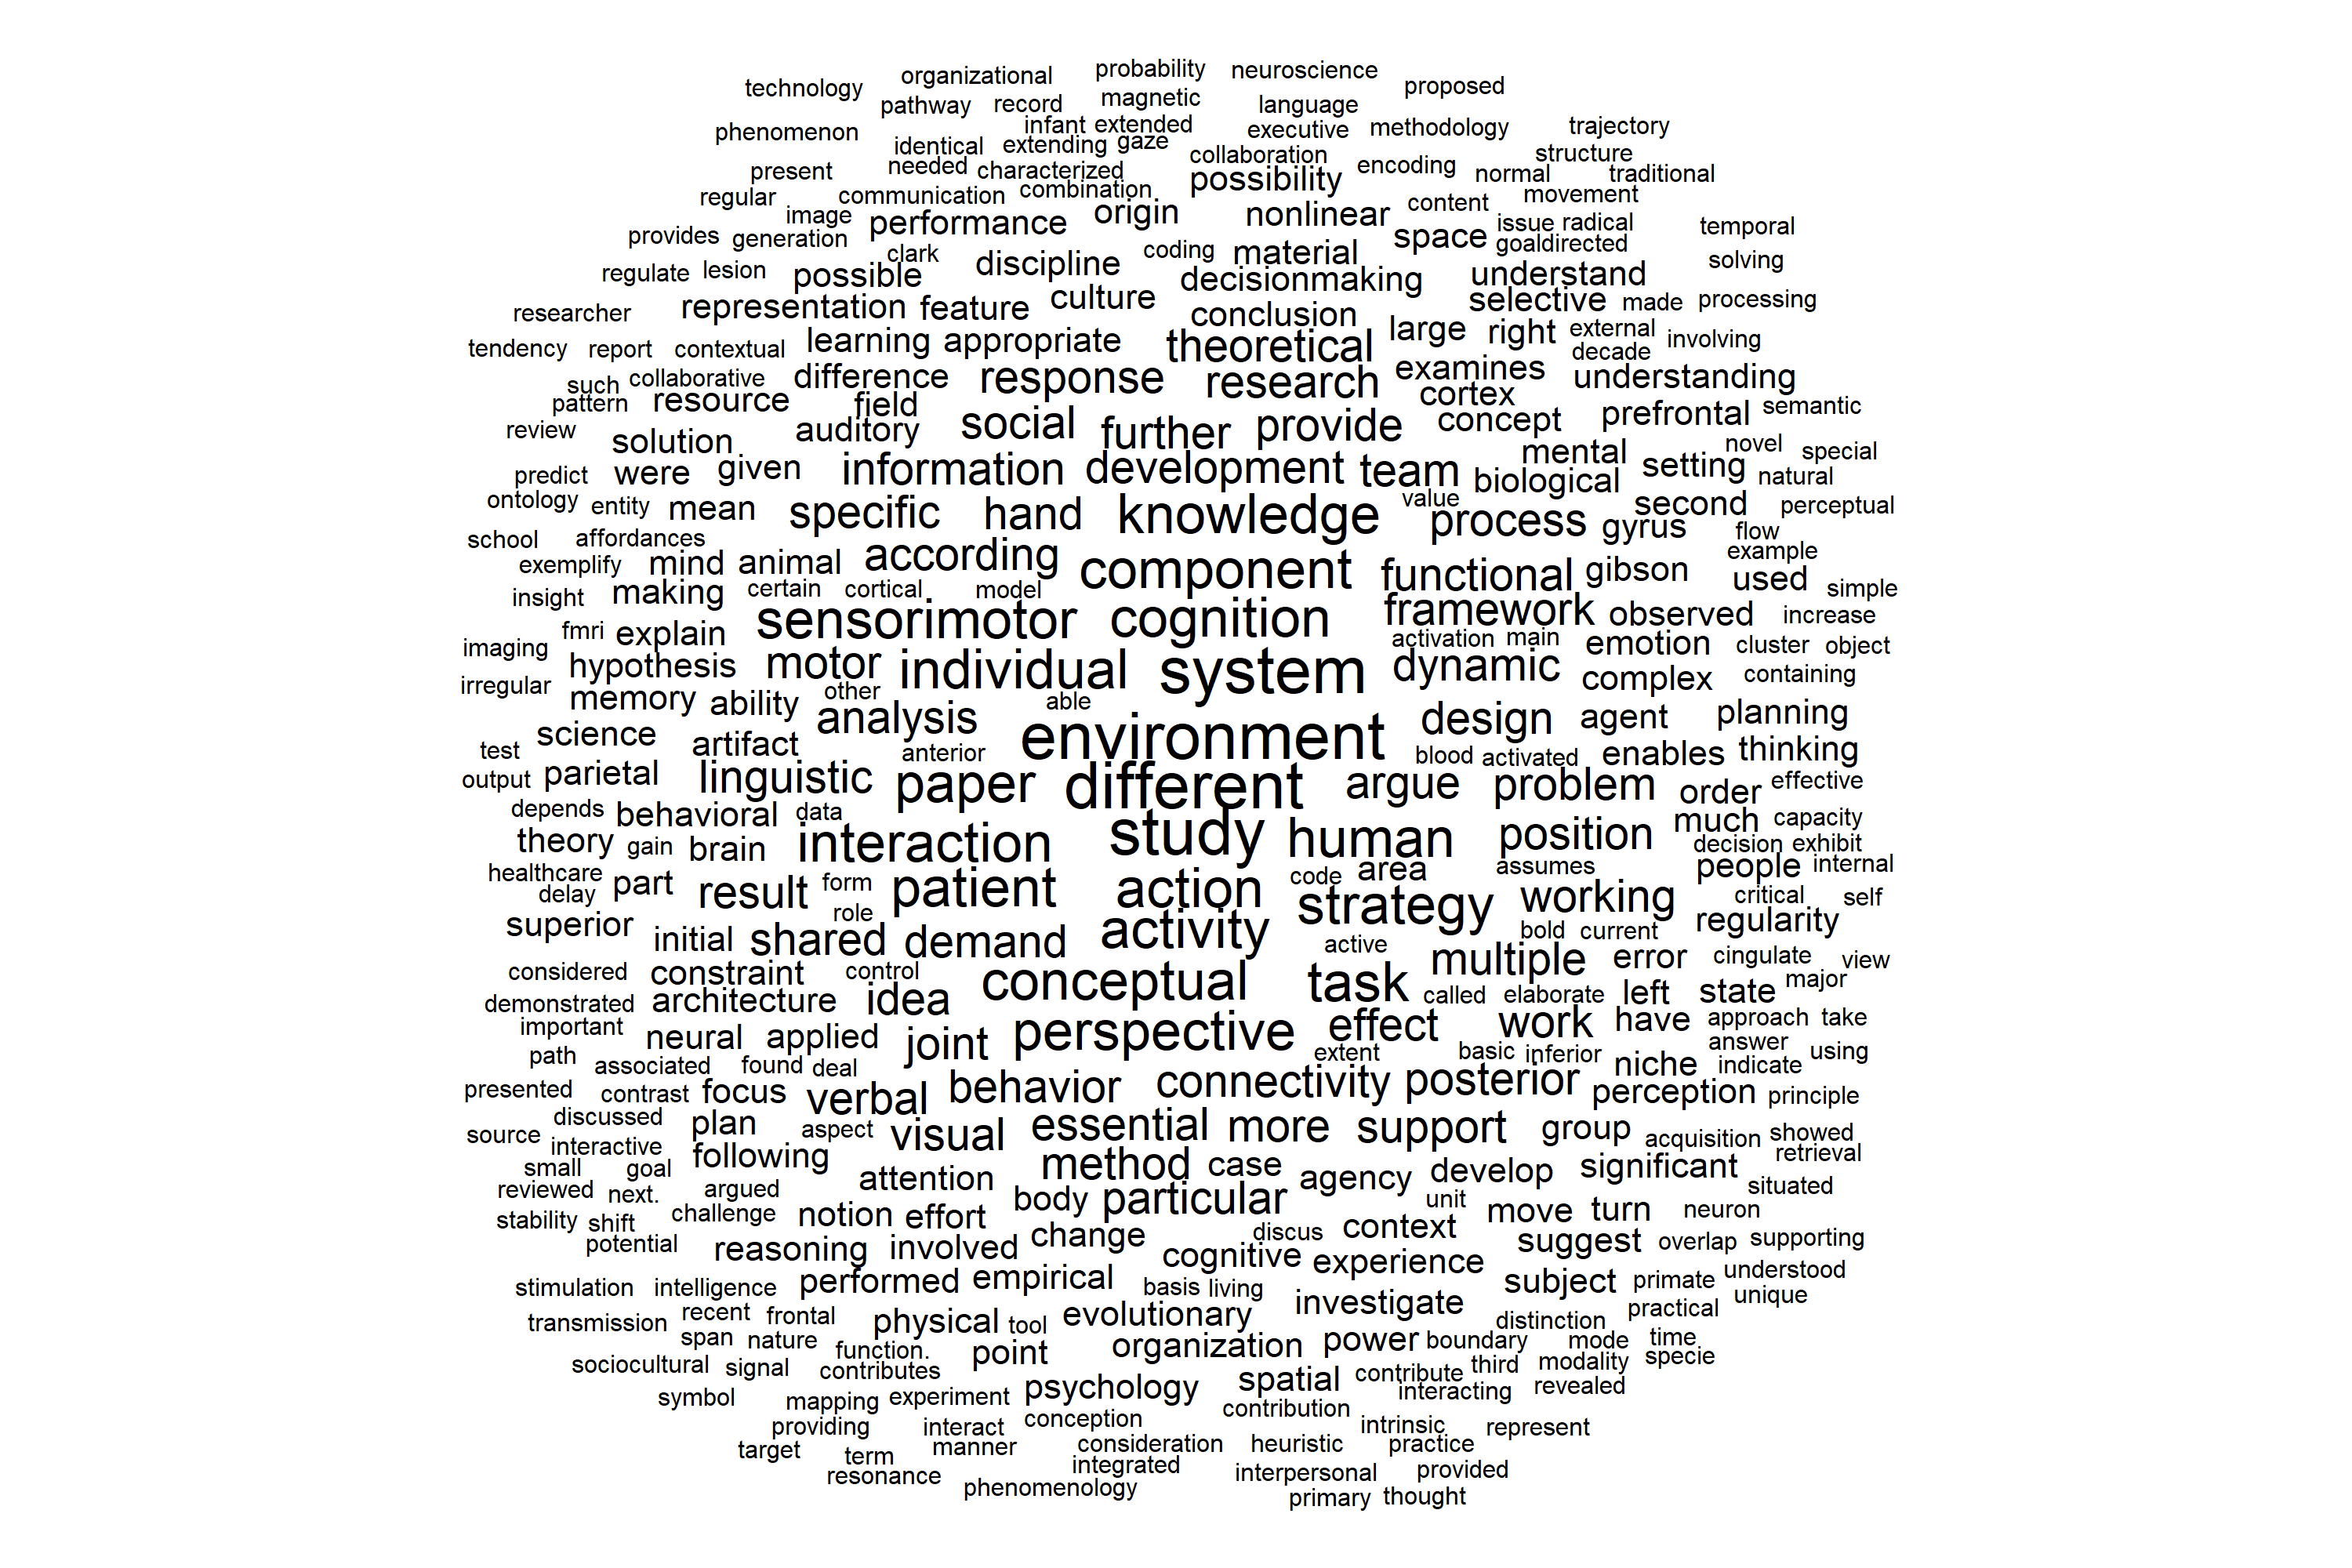 organizational probability neuroscience
technology proposed
pathway record magnetic language
phenomenon infant extended executive methodology trajectory
identical extending gaze
collaboration structure
present needed characterized encoding normal traditional
possibility
regular communication combination movement
image performance origin nonlinear content issue radical temporal
provides generation space goaldirected
clark coding material
regulate lesion possible discipline decisionmaking understand solving
researcher representation feature culture selective made processing
conclusion large right external
tendency report contextual learning appropriate theoretical decade involving
such collaborative difference response research examines understanding
pattern resource field cortex
review auditory social further provide concept prefrontal semantic
solution mental novel special
predict were given information development team biological setting natural
ontology entity mean specific hand knowledge value process second perceptual
school affordances gyrus flow
exemplify mind animal according component functional gibson example
insight making certain cortical model used simple
fmri explain sensorimotor cognition framework observed increase
imaging hypothesis motor individual system activation main dynamic emotion cluster object
irregular memory ability other able complex containing
science artifact analysis environment design agent planning
test anterior blood activated enables thinking
output parietal linguistic paper different argue problem order effective
depends behavioral data much capacity
theory gain brain interaction study human position decision exhibit
healthcare area assumes people internal
delay part result form patient action code strategy working critical self
superior role regularity
initial shared demand activity active bold current
considered constraint control multiple error cingulate view
demonstrated architecture idea conceptual task called elaborate left state major
important neural applied joint perspective effect work have approach take
path associated found deal extent basic inferior niche answer indicate using
presented contrast focus verbal behavior connectivity posterior perception principle
discussed plan aspect visual essential more support group acquisition showed
source interactive following method case retrieval
small goal attention agency develop significant
reviewed next. argued body particular unit situated
stability shift challenge notion effort context move turn neuron
potential reasoning involved change discus suggest overlap supporting
stimulation intelligence performed empirical cognitive experience subject primate understood
recent frontal basis living investigate practical unique
transmission physical tool evolutionary distinction
span nature function. point organization power boundary mode time
sociocultural signal contributes spatial contribute third modality specie
symbol mapping experiment psychology interacting revealed
providing interact conception contribution intrinsic represent
target term manner consideration heuristic practice
resonance integrated interpersonal provided
phenomenology primary thought